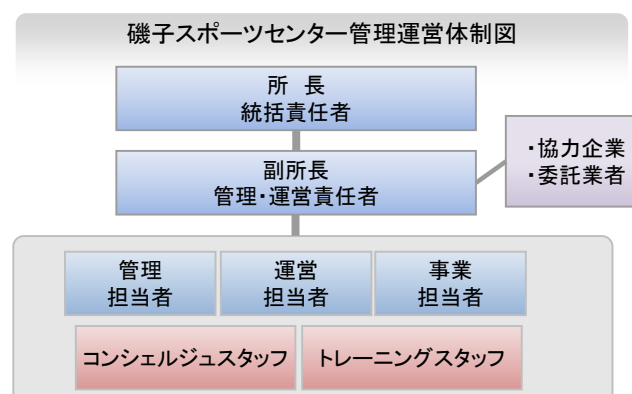 磯子スポーツセンター管理運営体制図
所　長
統括責任者
・協力企業
・委託業者
副所長
管理・運営責任者
管理
担当者
運営
担当者
事業
担当者
コンシェルジュスタッフ
トレーニングスタッフ